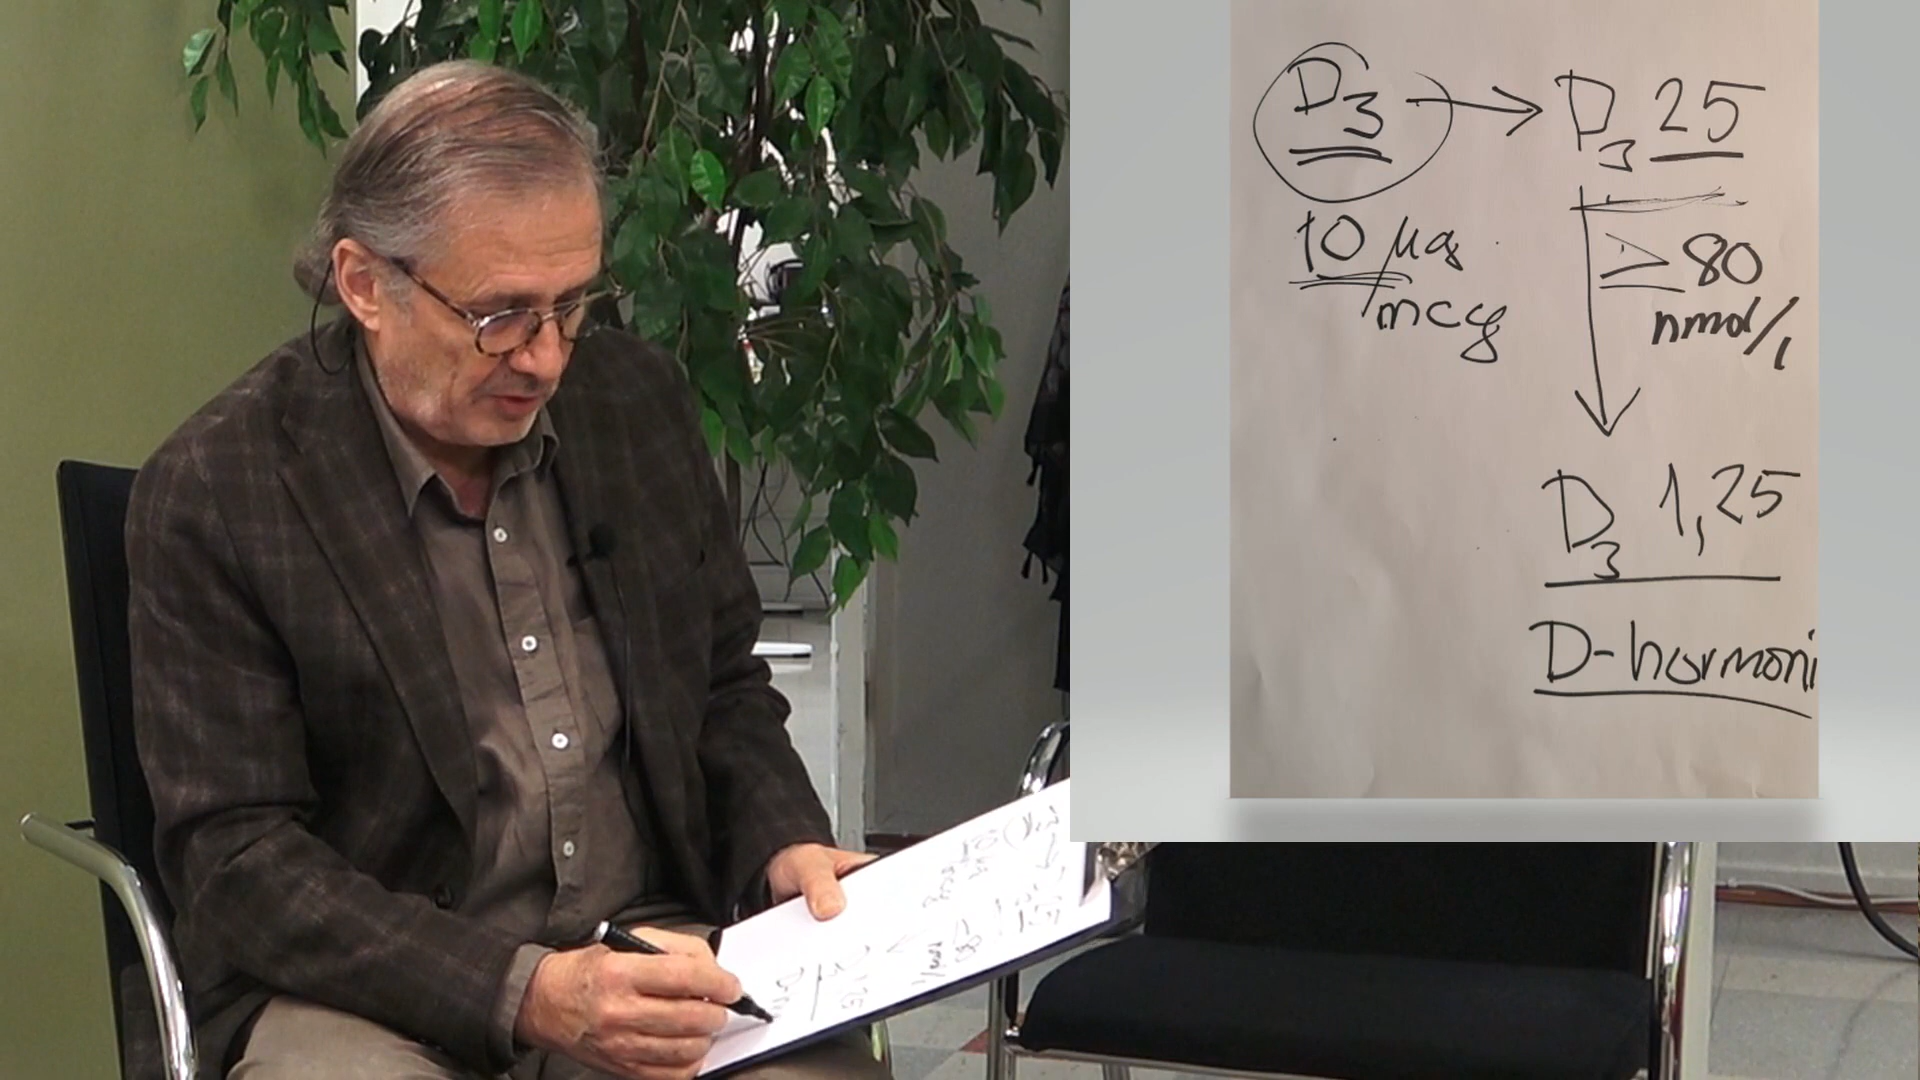 D3 → D3 25
10 µg
mcg
≥ 80
nmol/l
D3 1,25
D-hormoni